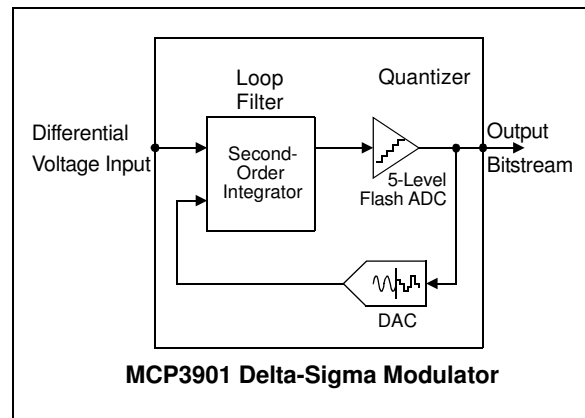 Loop
Filter
Quantizer
Differential
Voltage Input
Second-
Order
Integrator
Output
Bitstream
5-Level
Flash ADC
DAC
MCP3901 Delta-Sigma Modulator